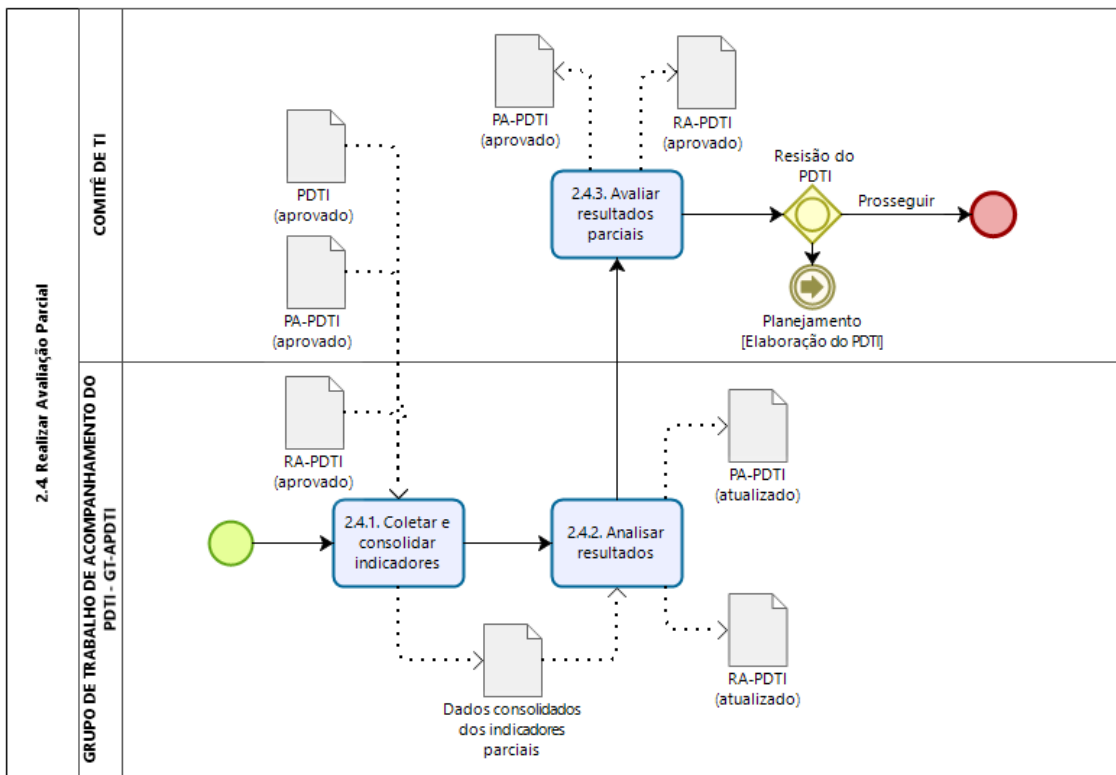 2.4. Realizar Avaliação Parcial
COMITÊ DE TI
PDTI
(aprovado)
PA-PDTI
(aprovado)
PA-PDTI
(aprovado)
RA-PDTI
(aprovado)
2.4.3. Avaliar
resultados
parciais
Resisão do
PDTI
Prosseguir
Planejamento
[Elaboração do PDTI]
GRUPO DE TRABALHO DE ACOMPANHAMENTO DO
PDTI - GT-APDTI
RA-PDTI
(aprovado)
2.4.1. Coletar e
consolidar
indicadores
2.4.2. Analisar
resultados
PA-PDTI
(atualizado)
RA-PDTI
(atualizado)
Dados consolidados
dos indicadores
parciais